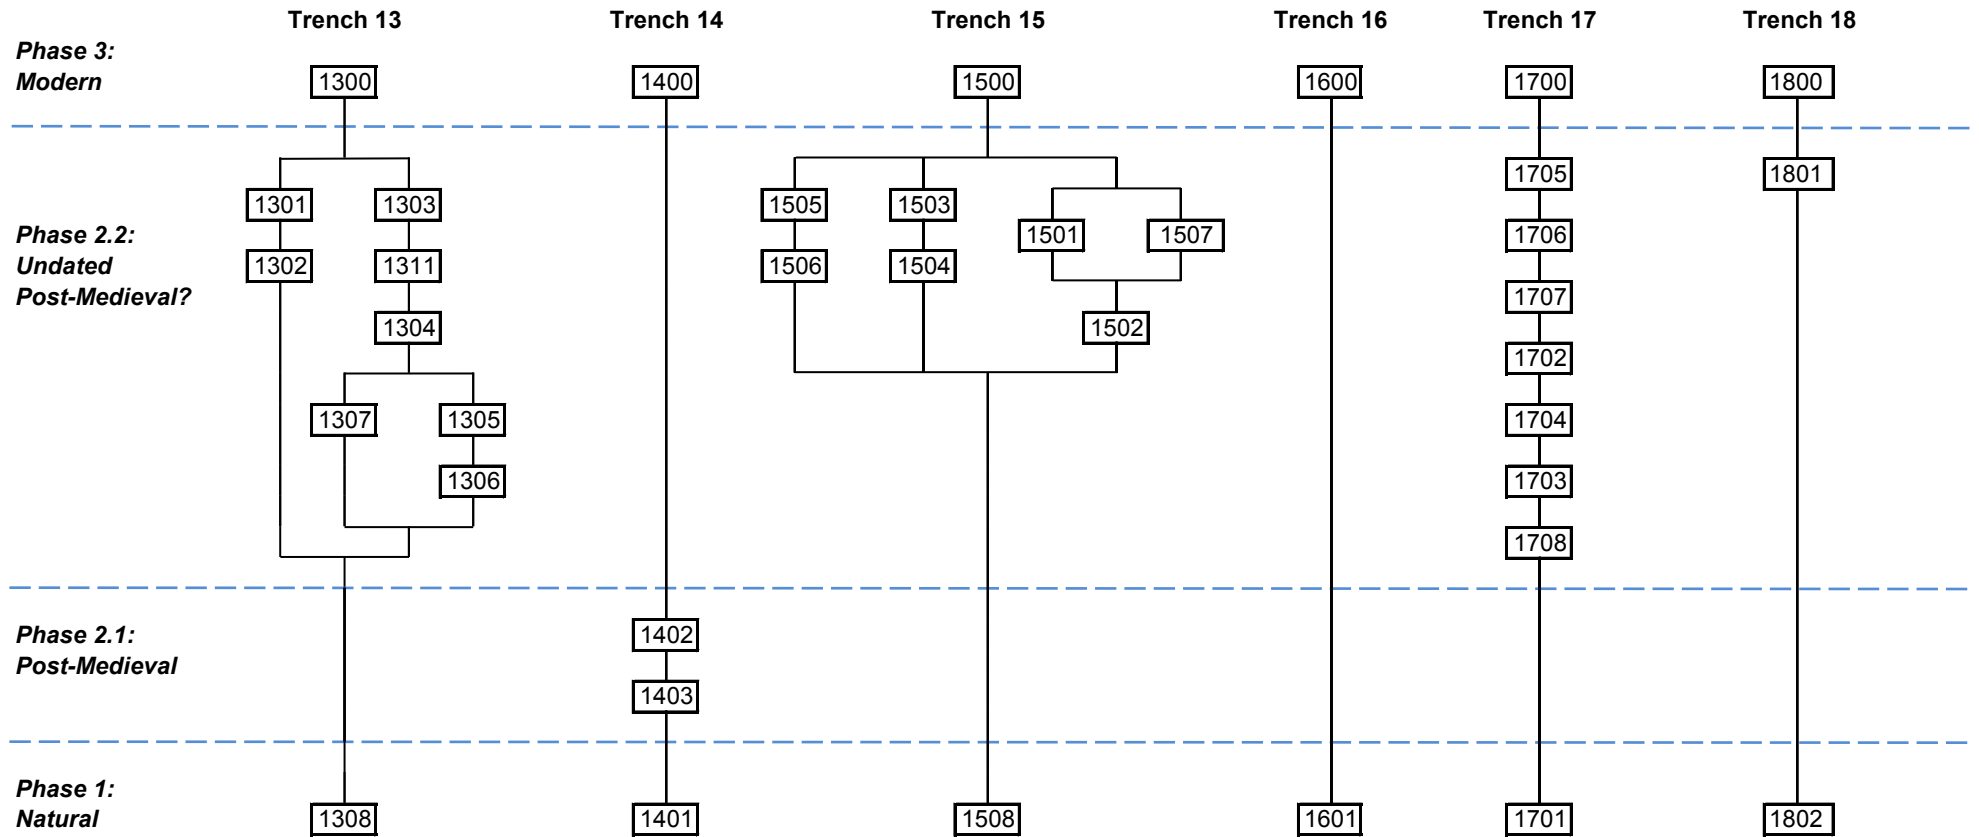 Trench 13 Trench 14 Trench 15 Trench 16 Trench 17 Trench 18
Phase 3:
Modern
1300 1400 1500 1600 1700 1800
1705 1801
1301 1303 1505 1503
Phase 2.2:
Undated
Post-Medieval?
1501 1507 1706
1302 1311 1506 1504
1707
1304 1502
1702
1307 1305 1704
1306 1703
1708
Phase 2.1:
Post-Medieval
1402
1403
Phase 1:
Natural
1308 1401 1508 1601 1701 1802